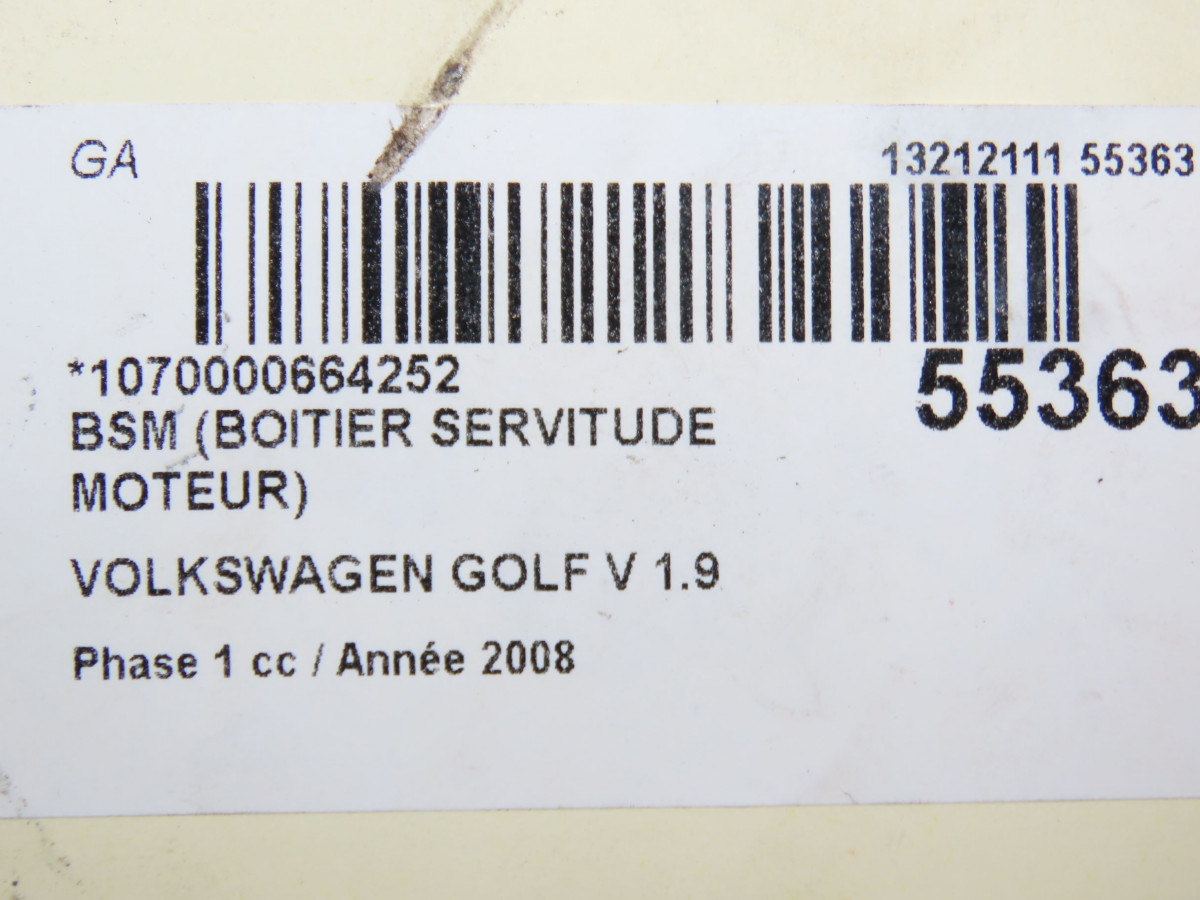 GA
13212111 55363
*1070000664252
55363
BSM (BOITIER SERVITUDE
MOTEUR)
VOLKSWAGEN GOLF V 1.9
Phase 1 cc / Année 2008